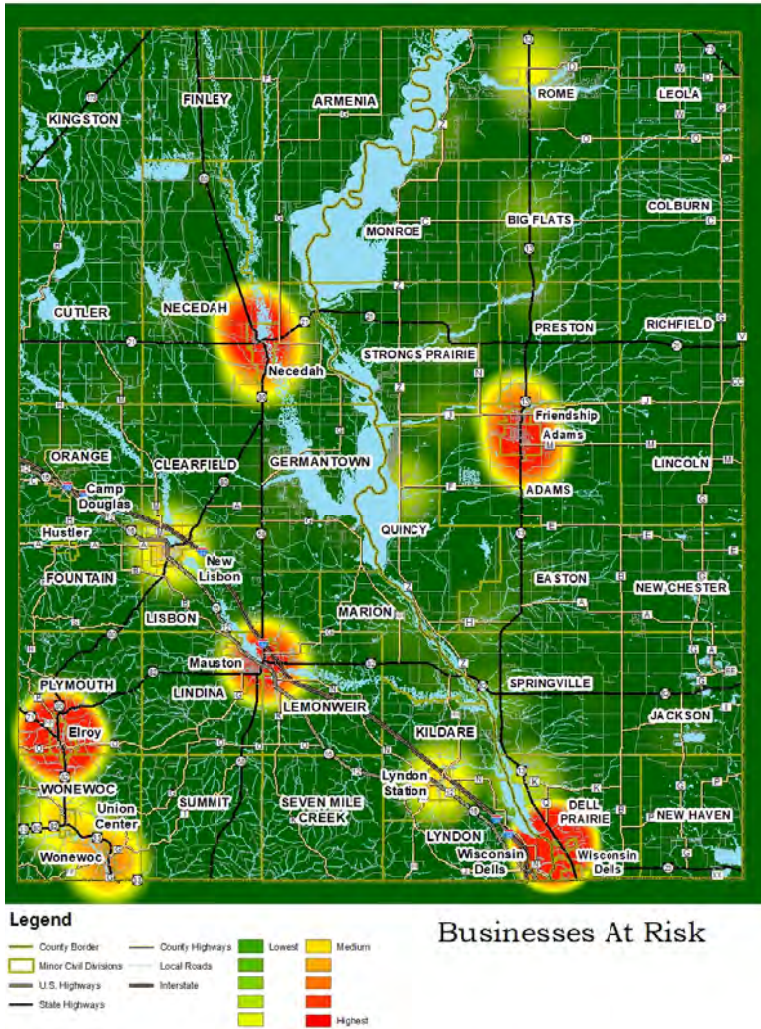 ROME
LEOLA
FINLEY
ARMENIA
KINGSTON
COLBURN
BIG FLATS
MONROE
NECEDAH
CUTLER
PRESTON
RICHFIELD
STRONGS PRAIRIE
Necedah
Friendship
Adams
ORANGE
CLEARFIELD
GERMANTOWN
LINCOLN
Camp
Douglas
ADAMS
Hustler
QUINCY
New
Lisbon
FOUNTAIN
EASTON
NEW CHESTER
LISBON
MARION
Mauston
PLYMOUTH
LINDINA
SPRINGVILLE
LEMONWEIR
JACKSON
Elroy
KILDARE
WONEWOC
Lyndon
Station
Union
Center
SUMMIT
SEVEN MILE
CREEK
DELL
PRAIRIE
NEW HAVEN
LYNDON
Wonewoc
Wisconsin
Dells
Wisconsin
Dells
Legend
County Border
Minor Civil Divisions
U.S. Highways
State Highways
County Highways
Local Roads
Interstate
Lowest
Medium
Highest
Businesses At Risk